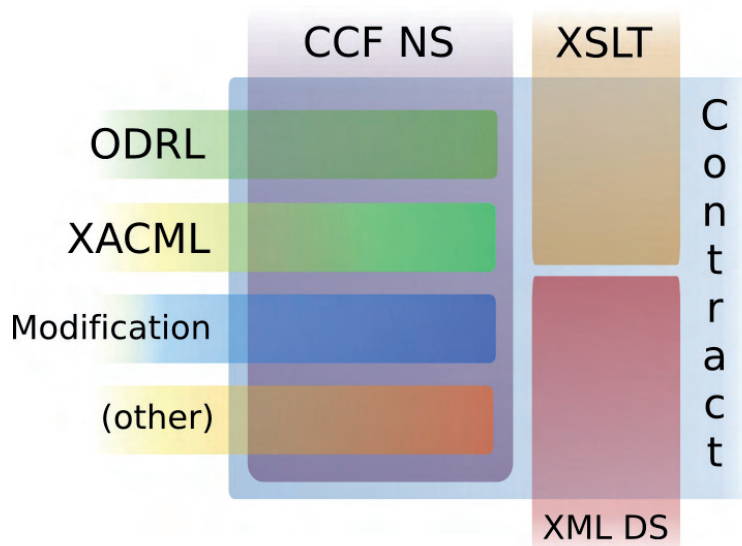 CCF NS
XSLT
ODRL
XACML
Modification
(other)
Contract
XML DS